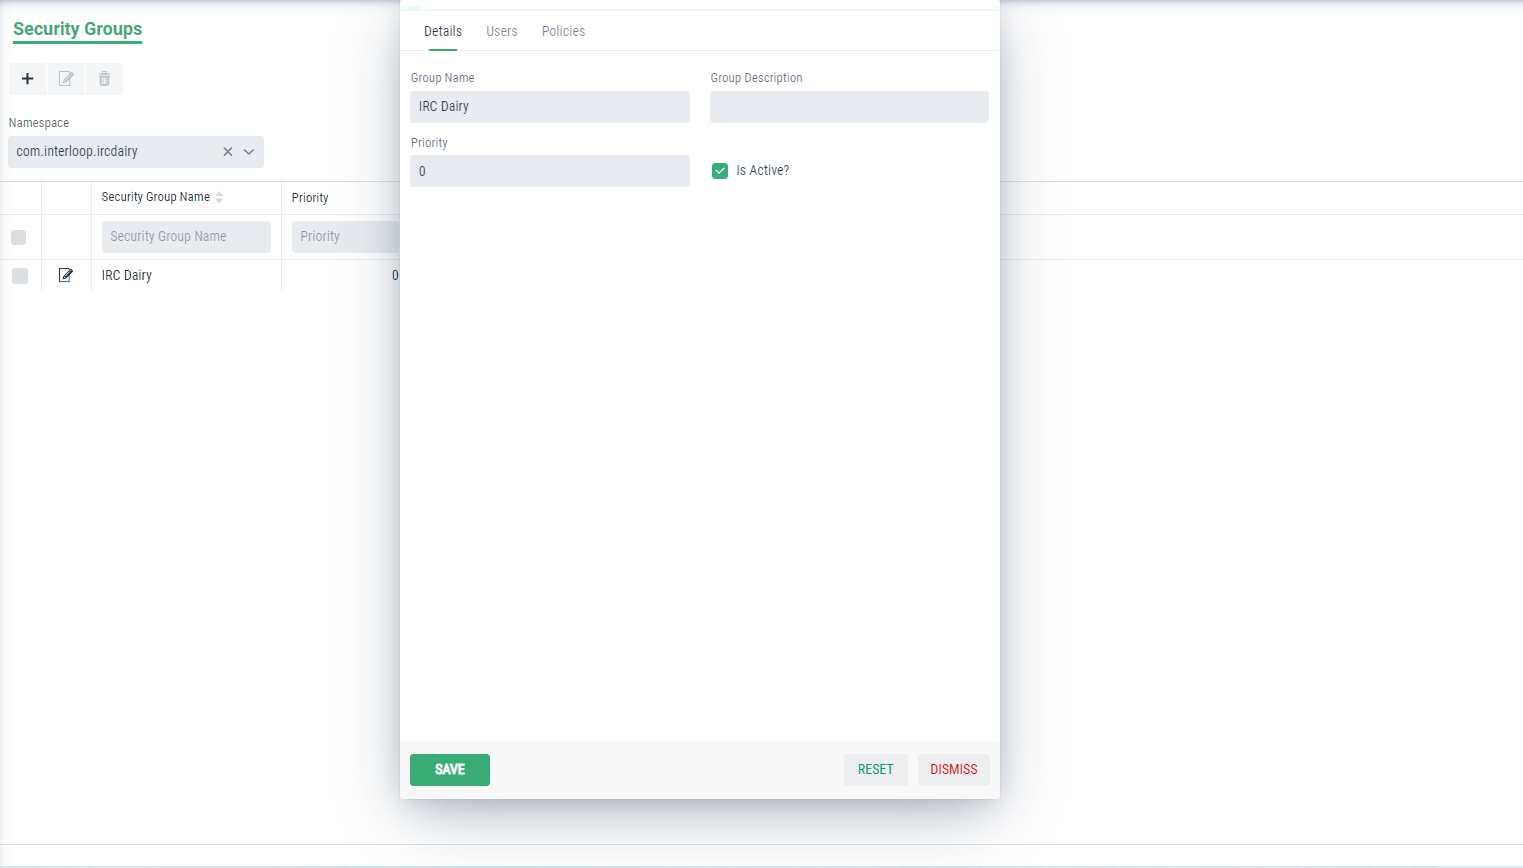 Security Groups
Namespace
com.interloop.ircdairy
Security Group Name
Priority
Security Group Name
Priority
IRC Dairy
0
Details
Users
Policies
Group Name
Group Description
IRC Dairy
Priority
0
Is Active?
SAVE
RESET
DISMISS